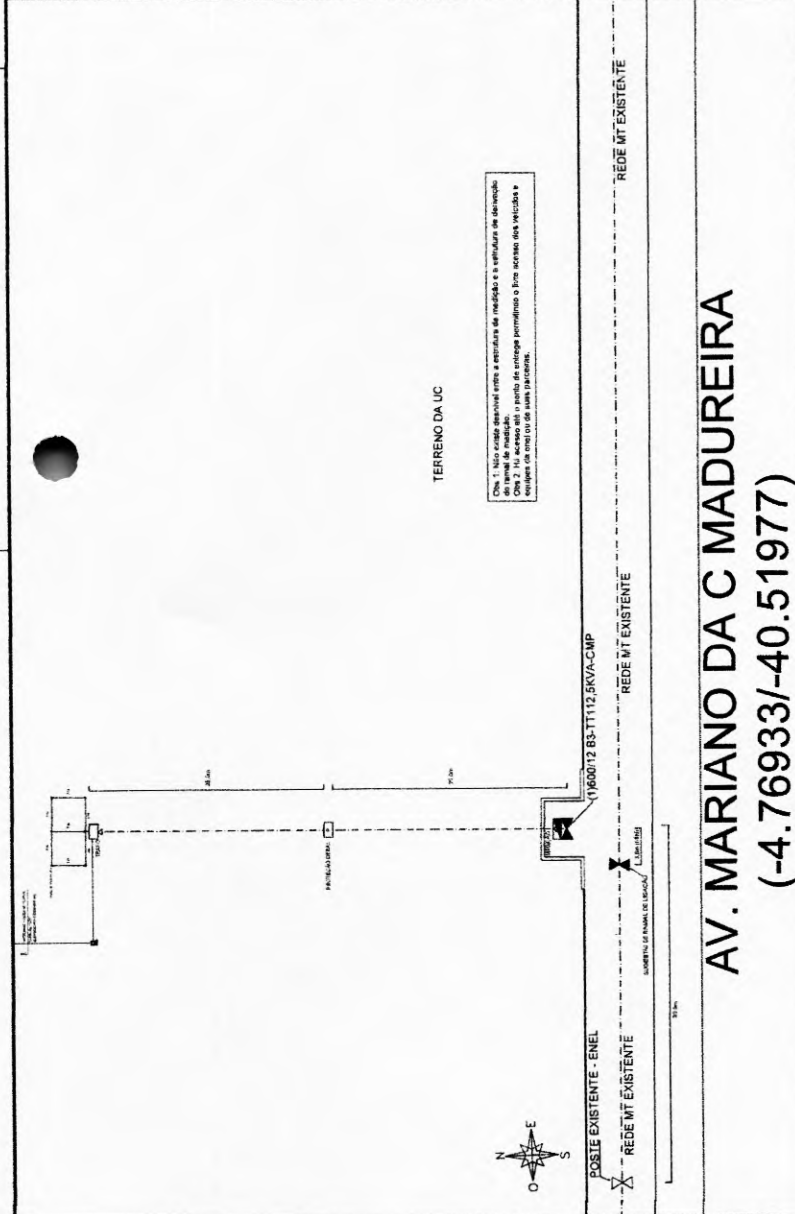 TERRENO DA UC
Obs 1: Não existe desnível entre a estrutura de medição e a estrutura de derivação
do ramal de medição.
Obs 2: Há acesso até o ponto de entrega permitindo o livre acesso dos veículos e
equipes da enel ou de suas parceiras.
PROTEÇÃO GERAL
(1)600/12 B3-TT112,5KVA-CMP
N
O
E
S
POSTE EXISTENTE - ENEL
REDE MT EXISTENTE
REDE MT EXISTENTE
REDE MT EXISTENTE
AV. MARIANO DA C MADUREIRA
(-4.76933/-40.51977)